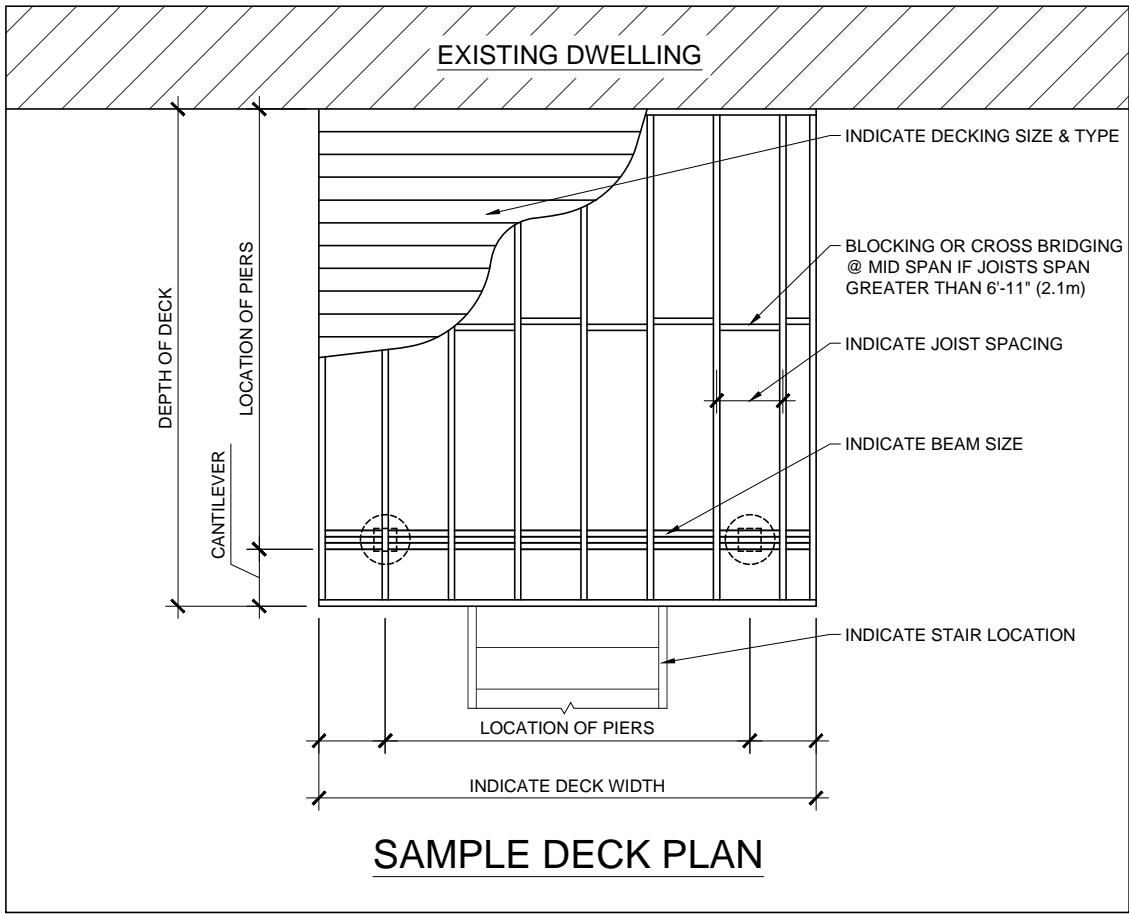 EXISTING DWELLING
INDICATE DECKING SIZE & TYPE
BLOCKING OR CROSS BRIDGING
@ MID SPAN IF JOISTS SPAN
GREATER THAN 6'-11" (2.1m)
INDICATE JOIST SPACING
INDICATE BEAM SIZE
INDICATE STAIR LOCATION
DEPTH OF DECK
LOCATION OF PIERS
CANTILEVER
LOCATION OF PIERS
INDICATE DECK WIDTH
SAMPLE DECK PLAN